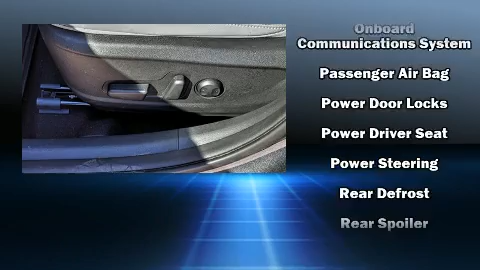 Onboard
Communications System
Passenger Air Bag
Power Door Locks
Power Driver Seat
Power Steering
Rear Defrost
Rear Spoiler